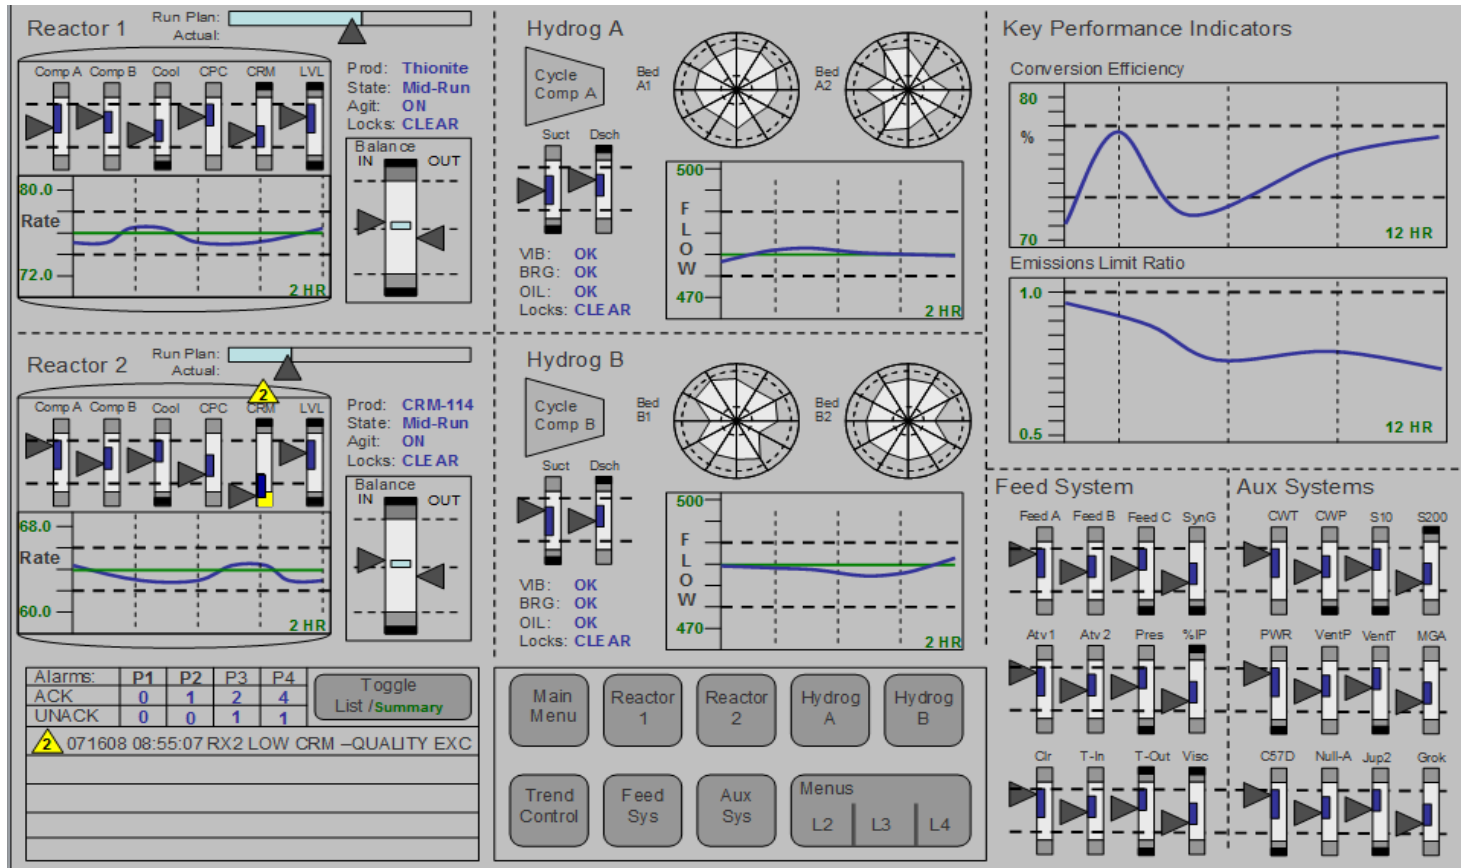 Reactor 1
Run Plan:
Actual:
Comp A Comp B Cool CPC CRM LVL
Prod: Thionite
State: Mid-Run
Agit: ON
Locks: CLEAR
Balance
IN OUT
80.0
Rate
72.0
2 HR
Hydrog A
Cycle
Comp A
Bed
A1
Bed
A2
Suct Dsch
VIB: OK
BRG: OK
OIL: OK
Locks: CLEAR
500
F
L
O
W
470
2 HR
Key Performance Indicators
Conversion Efficiency
80
%
70
12 HR
Emissions Limit Ratio
1.0
0.5
12 HR
Reactor 2
Run Plan:
Actual:
2
Comp A Comp B Cool CPC CRM LVL
Prod: CRM-114
State: Mid-Run
Agit: ON
Locks: CLEAR
Balance
IN OUT
68.0
Rate
60.0
2 HR
Hydrog B
Cycle
Comp B
Bed
B1
Bed
B2
Suct Dsch
VIB: OK
BRG: OK
OIL: OK
Locks: CLEAR
500
F
L
O
W
470
2 HR
Feed System
Feed A Feed B Feed C SynG
Atv 1 Atv 2 Pres %IP
Clr T-In T-Out Visc
Aux Systems
CWT CWP S10 S200
PWR VentP VentT MGA
C57D Null-A Jup2 Grok
Alarms: P1 P2 P3 P4
ACK 0 1 2 4
UNACK 0 0 1 1
Toggle
List /Summary
2 071608 08:55:07 RX2 LOW CRM –QUALITY EXC
Main
Menu
Reactor
1
Reactor
2
Hydrog
A
Hydrog
B
Trend
Control
Feed
Sys
Aux
Sys
Menus
L2 L3 L4